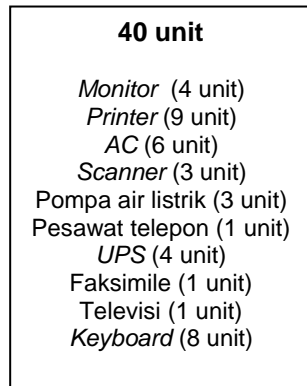 40 unit
Monitor (4 unit)
Printer (9 unit)
AC (6 unit)
Scanner (3 unit)
Pompa air listrik (3 unit)
Pesawat telepon (1 unit)
UPS (4 unit)
Faksimile (1 unit)
Televisi (1 unit)
Keyboard (8 unit)